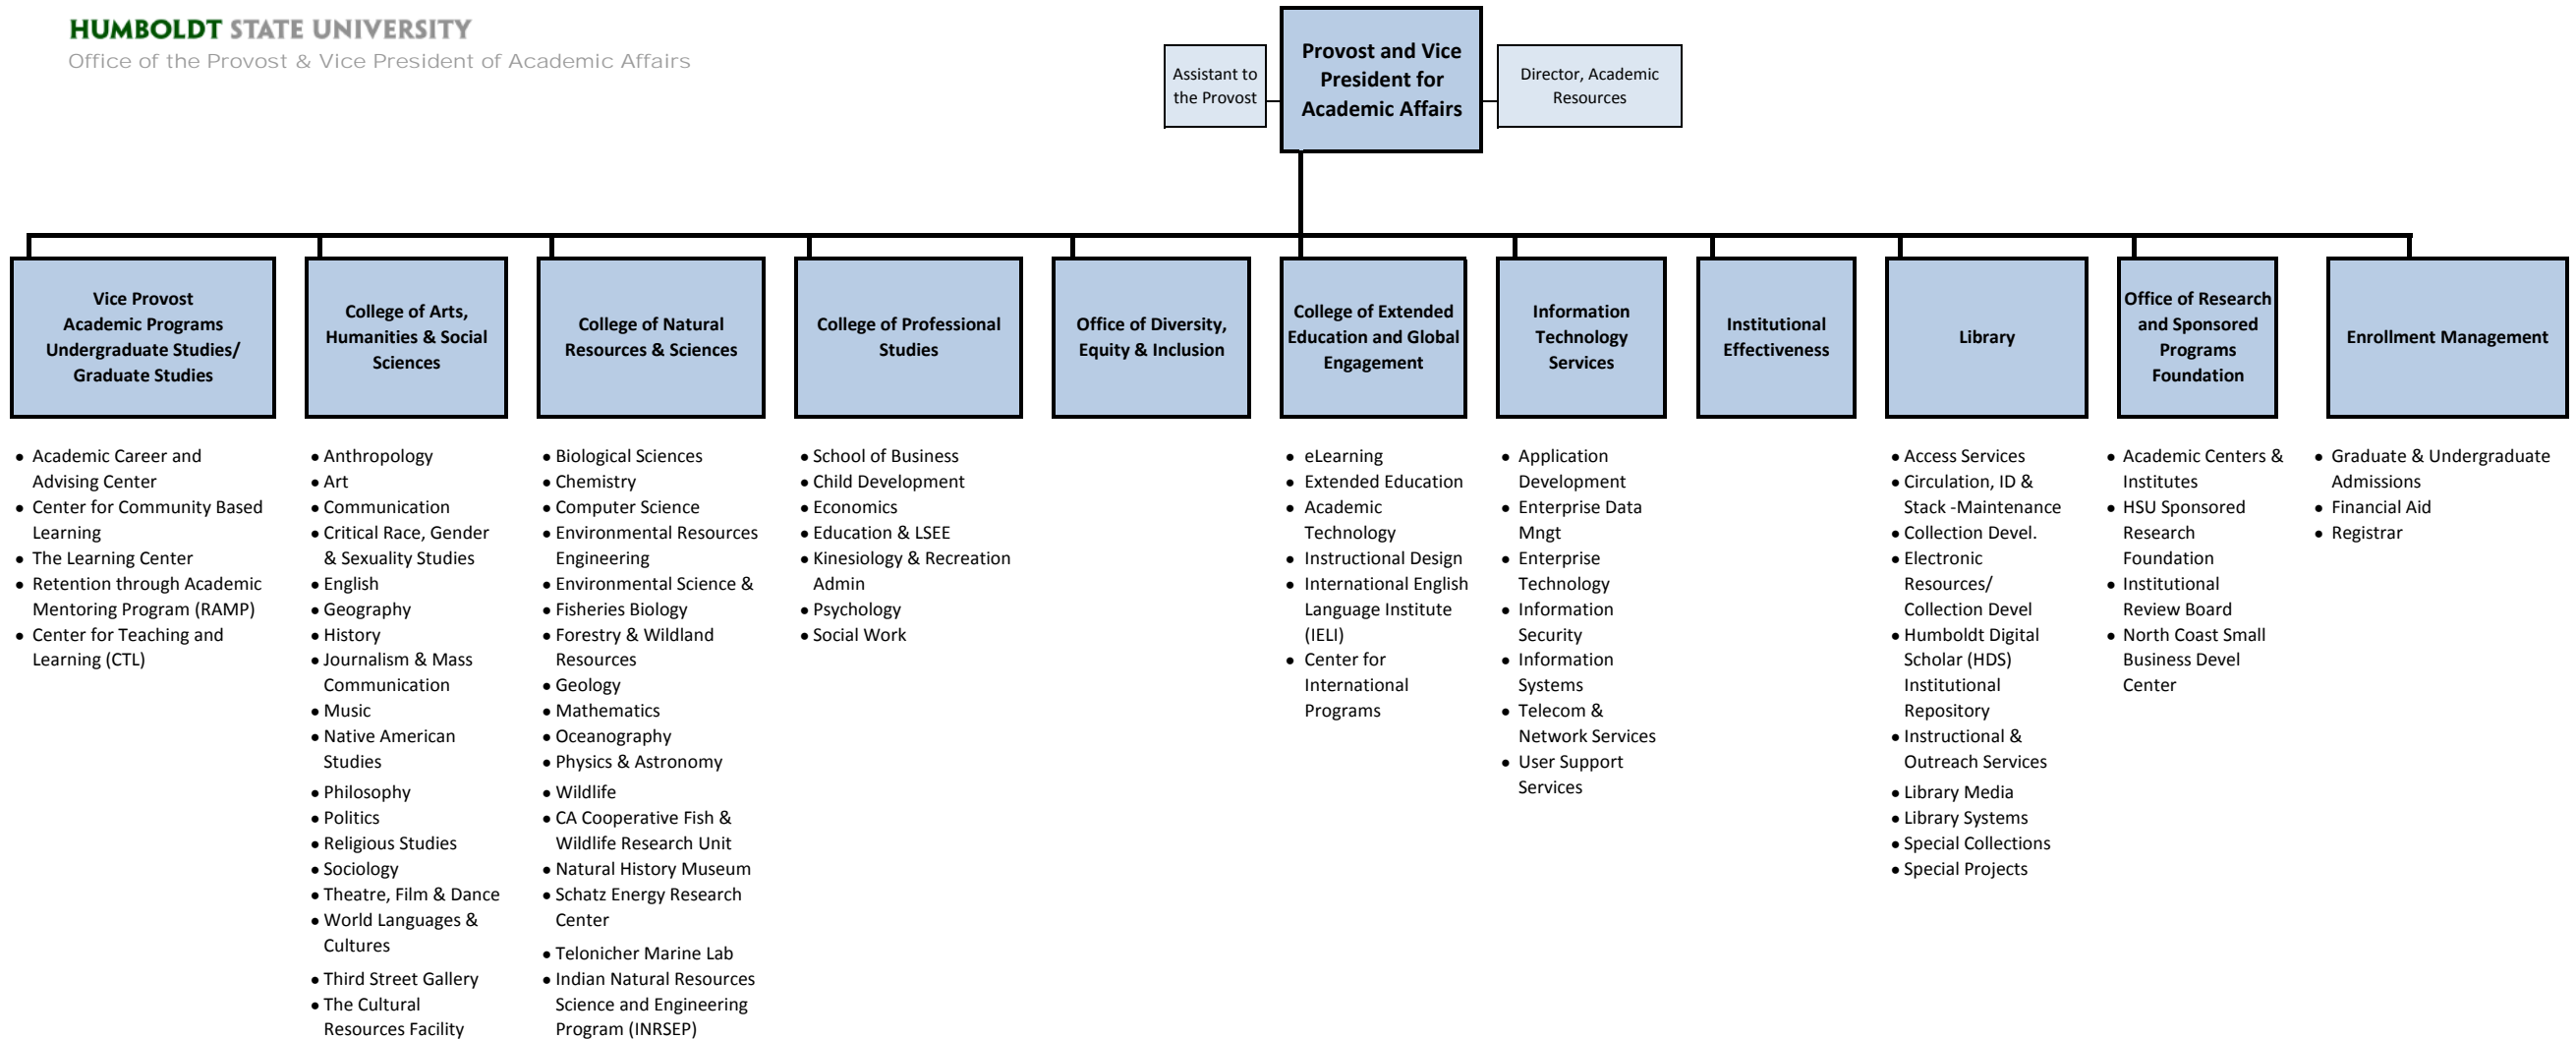 HUMBOLDT STATE UNIVERSITY
Office of the Provost & Vice President of Academic Affairs
Assistant to
the Provost
Provost and Vice
President for
Academic Affairs
Director, Academic
Resources
Vice Provost
Academic Programs
Undergraduate Studies/
Graduate Studies
College of Arts,
Humanities & Social
Sciences
College of Natural
Resources & Sciences
College of Professional
Studies
Office of Diversity,
Equity & Inclusion
College of Extended
Education and Global
Engagement
Information
Technology
Services
Institutional
Effectiveness
Library
Office of Research
and Sponsored
Programs
Foundation
Enrollment Management
• Academic Career and
Advising Center
• Center for Community Based
Learning
• The Learning Center
• Retention through Academic
Mentoring Program (RAMP)
• Center for Teaching and
Learning (CTL)
• Anthropology
• Art
• Communication
• Critical Race, Gender
& Sexuality Studies
• English
• Geography
• History
• Journalism & Mass
Communication
• Music
• Native American
Studies
• Philosophy
• Politics
• Religious Studies
• Sociology
• Theatre, Film & Dance
• World Languages &
Cultures
• Third Street Gallery
• The Cultural
Resources Facility
• Biological Sciences
• Chemistry
• Computer Science
• Environmental Resources
Engineering
• Environmental Science &
• Fisheries Biology
• Forestry & Wildland
Resources
• Geology
• Mathematics
• Oceanography
• Physics & Astronomy
• Wildlife
• CA Cooperative Fish &
Wildlife Research Unit
• Natural History Museum
• Schatz Energy Research
Center
• Telonicher Marine Lab
• Indian Natural Resources
Science and Engineering
Program (INRSEP)
• School of Business
• Child Development
• Economics
• Education & LSEE
• Kinesiology & Recreation
Admin
• Psychology
• Social Work
• eLearning
• Extended Education
• Academic
Technology
• Instructional Design
• International English
Language Institute
(IELI)
• Center for
International
Programs
• Application
Development
• Enterprise Data
Mngt
• Enterprise
Technology
• Information
Security
• Information
Systems
• Telecom &
Network Services
• User Support
Services
• Access Services
• Circulation, ID &
Stack -Maintenance
• Collection Devel.
• Electronic
Resources/
Collection Devel
• Humboldt Digital
Scholar (HDS)
Institutional
Repository
• Instructional &
Outreach Services
• Library Media
• Library Systems
• Special Collections
• Special Projects
• Academic Centers &
Institutes
• HSU Sponsored
Research
Foundation
• Institutional
Review Board
• North Coast Small
Business Devel
Center
• Graduate & Undergraduate
Admissions
• Financial Aid
• Registrar